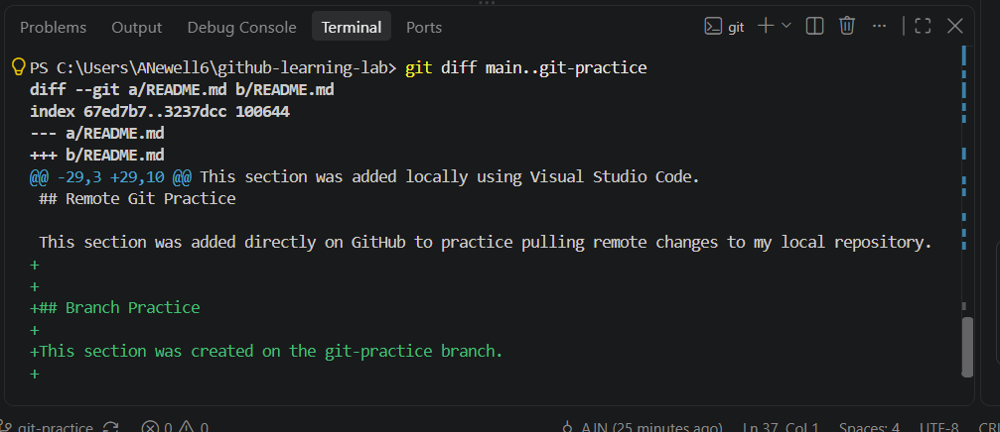 Problems Output Debug Console Terminal Ports git
PS C:\Users\ANewell6\github-learning-lab> git diff main..git-practice
diff --git a/README.md b/README.md
index 67ed7b7..3237dcc 100644
--- a/README.md
+++ b/README.md
@@ -29,3 +29,10 @@ This section was added locally using Visual Studio Code.
 ## Remote Git Practice

 This section was added directly on GitHub to practice pulling remote changes to my local repository.
+
+
+## Branch Practice
+
+This section was created on the git-practice branch.
+
git-practice 0 0 AJN (25 minutes ago) Ln 37, Col 1 Spaces: 4 UTF-8